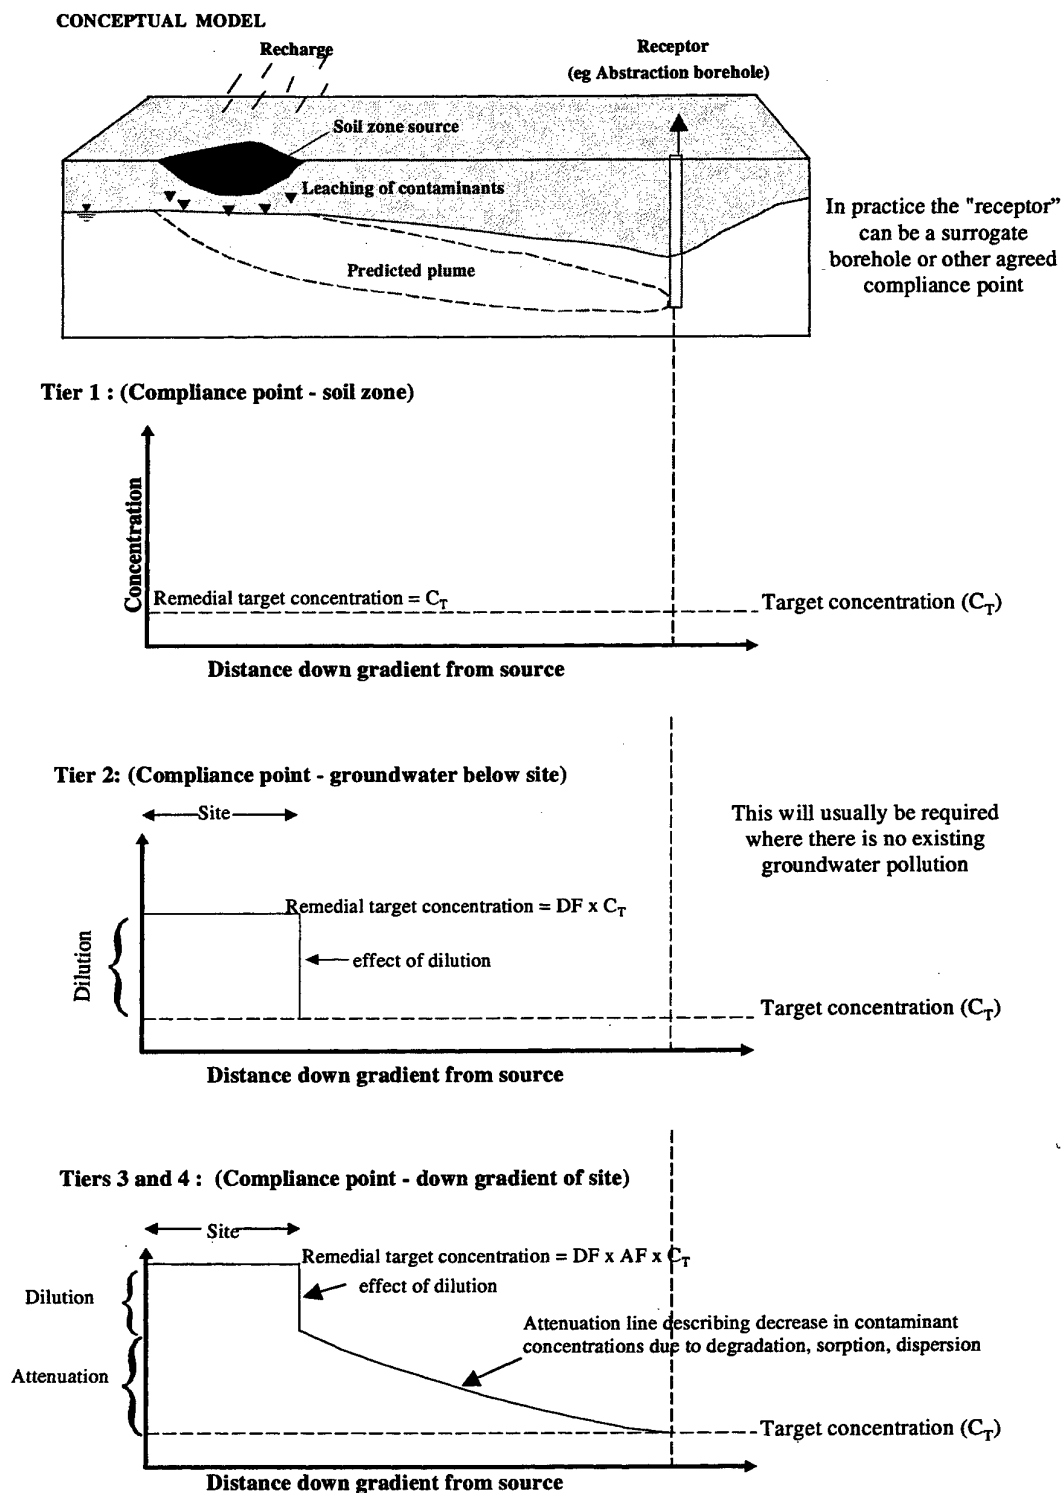 CONCEPTUAL MODEL
Recharge
Receptor
(eg Abstraction borehole)
Soil zone source
Leaching of contaminants
Predicted plume
In practice the "receptor"
can be a surrogate
borehole or other agreed
compliance point
Tier 1 : (Compliance point - soil zone)
Concentration
Remedial target concentration = C_T
Target concentration (C_T)
Distance down gradient from source
Tier 2: (Compliance point - groundwater below site)
Site
This will usually be required
where there is no existing
groundwater pollution
Remedial target concentration = DF x C_T
Dilution
effect of dilution
Target concentration (C_T)
Distance down gradient from source
Tiers 3 and 4 : (Compliance point - down gradient of site)
Site
Remedial target concentration = DF x AF x C_T
Dilution
effect of dilution
Attenuation line describing decrease in contaminant
concentrations due to degradation, sorption, dispersion
Attenuation
Target concentration (C_T)
Distance down gradient from source